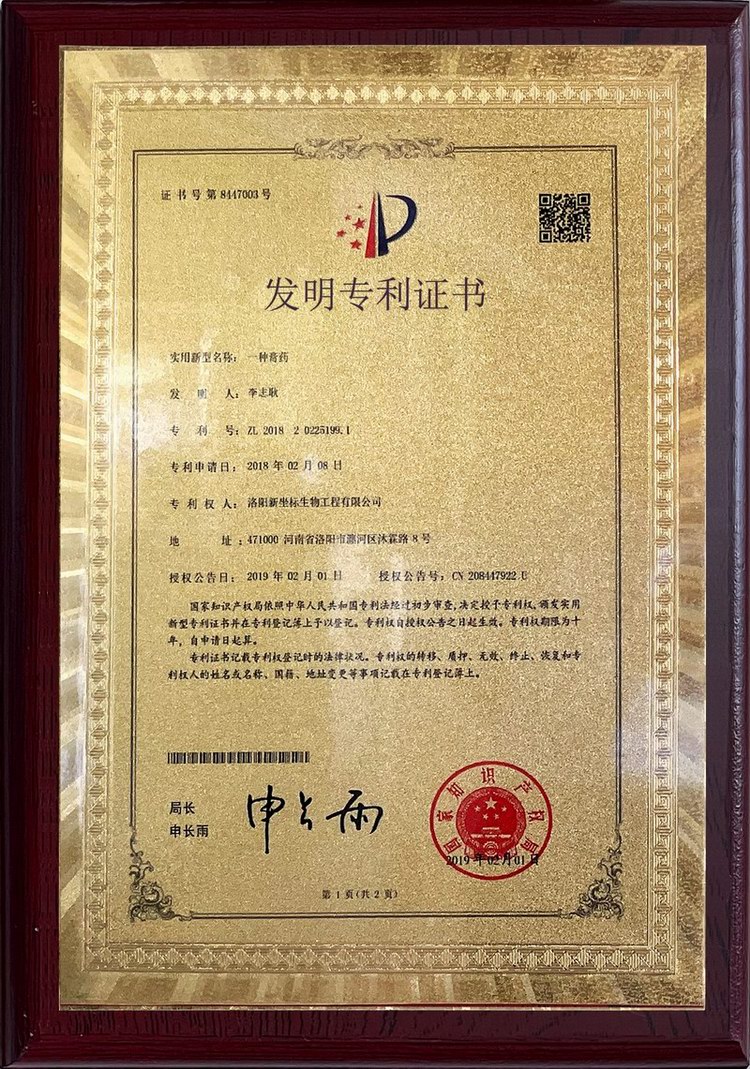 证书号第8447003号
发明专利证书
实用新型名称：一种膏药
发明人：李志耿
专利号：ZL 2018 2 0225199.1
专利申请日：2018年02月08日
专利权人：洛阳新坐标生物工程有限公司
地址：471000 河南省洛阳市瀍河区沐霖路8号
授权公告日：2019年02月01日 授权公告号：CN 208447922 U
国家知识产权局依照中华人民共和国专利法经过初步审查，决定授予专利权，颁发实用
新型专利证书并在专利登记簿上予以登记。专利权自授权公告之日起生效。专利权期限为十
年，自申请日起算。
专利证书记载专利权登记时的法律状况。专利权的转移、质押、无效、终止、恢复和专
利权人的姓名或名称、国籍、地址变更等事项记载在专利登记簿上。
局长
申长雨
申长雨
国家知识产权局
2019年02月01日
第1页(共2页)